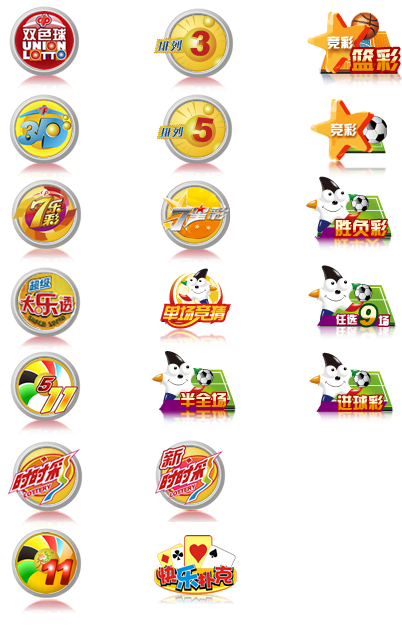 双色球
UNION
LOTTO
排列 3
竞彩
篮彩
3D
排列 5
竞彩
7乐彩
7星彩
胜负彩
超级
大乐透
单场竞猜
任选9场
5
11
半全场
进球彩
时时彩
LOTTERY
新
时时彩
LOTTERY
11
快乐扑克